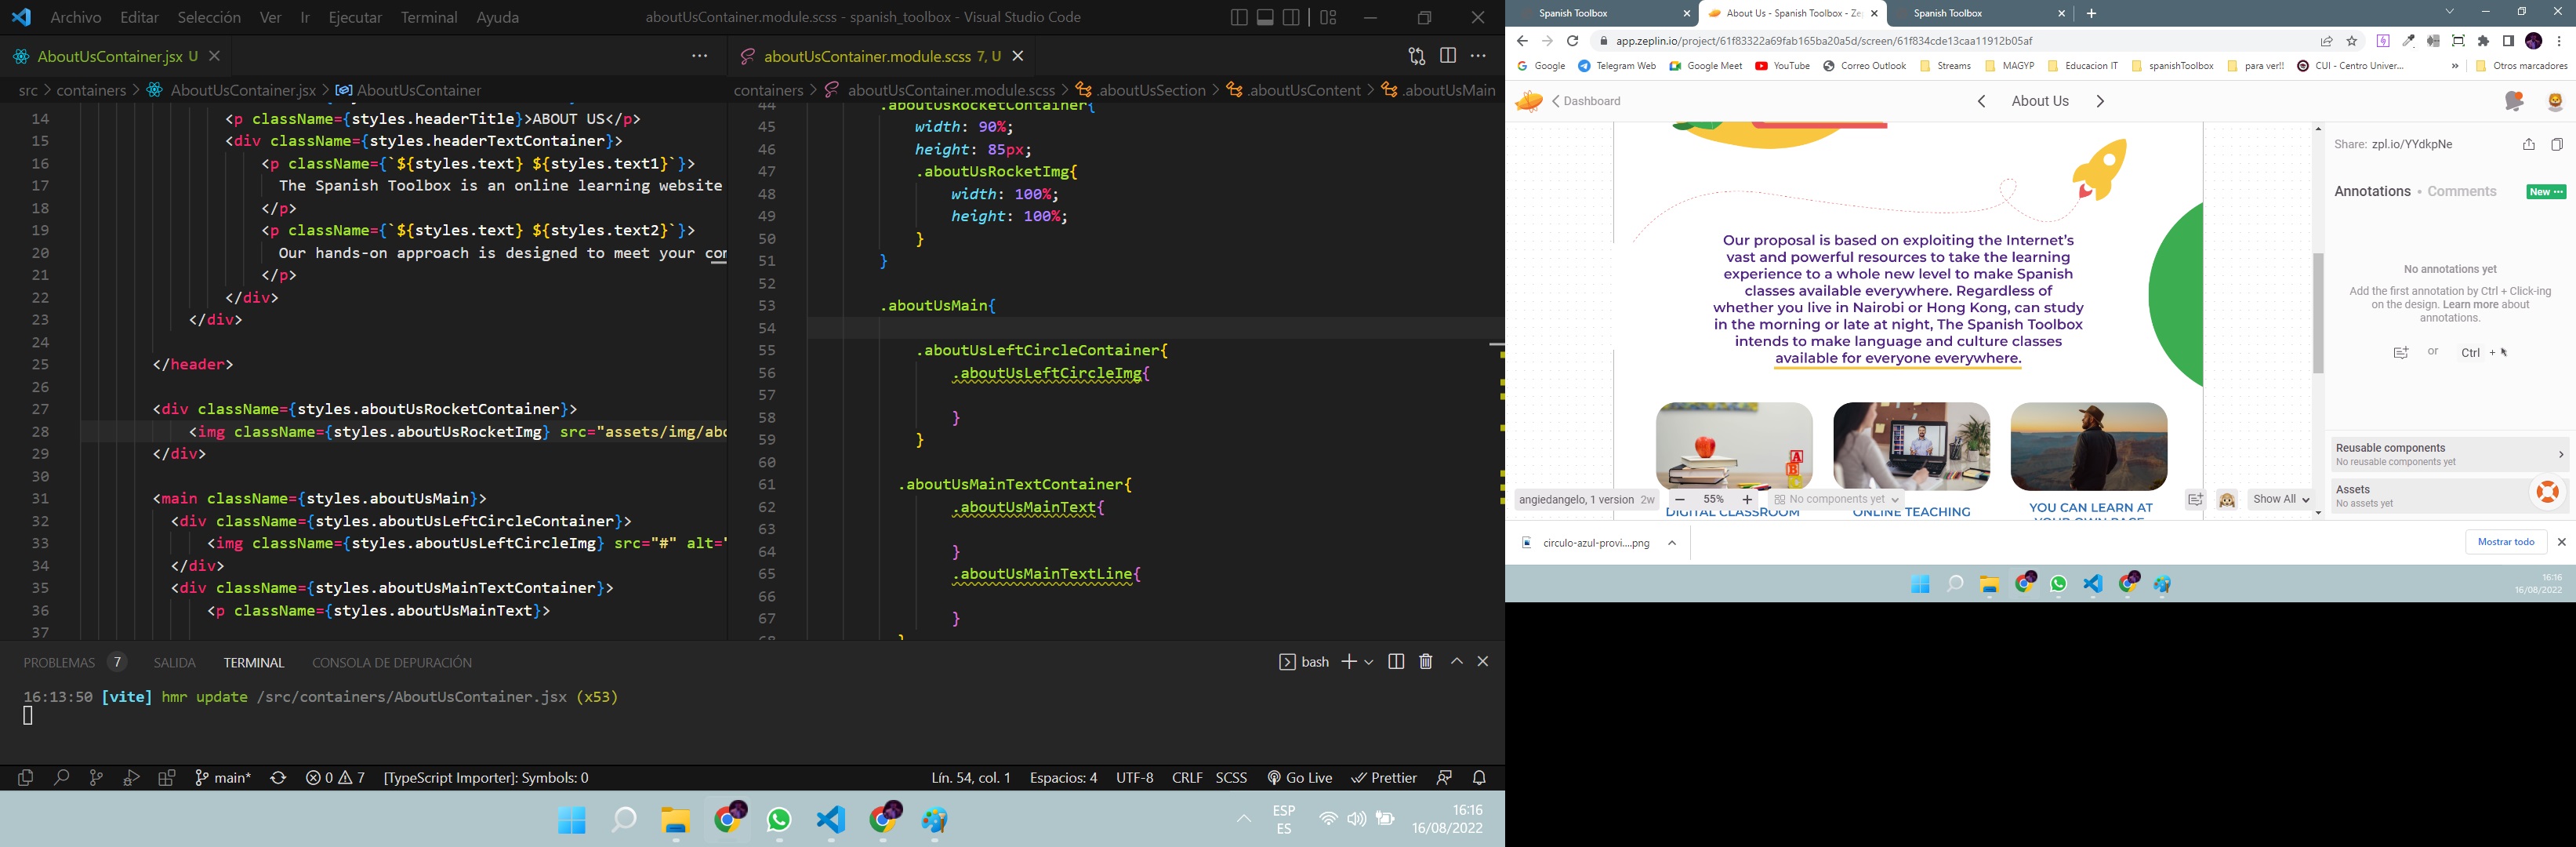 Archivo Editar Selección Ver Ir Ejecutar Terminal Ayuda
aboutUsContainer.module.scss - spanish_toolbox - Visual Studio Code
AboutUsContainer.jsx U
src > containers > AboutUsContainer.jsx > AboutUsContainer
14 <p className={styles.headerTitle}>ABOUT US</p>
15 <div className={styles.headerTextContainer}>
16 <p className={`${styles.text} ${styles.text1}`}>
17 The Spanish Toolbox is an online learning website
18 </p>
19 <p className={`${styles.text} ${styles.text2}`}>
20 Our hands-on approach is designed to meet your con
21 </p>
22 </div>
23 </div>
24
25 </header>
26
27 <div className={styles.aboutUsRocketContainer}>
28 <img className={styles.aboutUsRocketImg} src="assets/img/abo
29 </div>
30
31 <main className={styles.aboutUsMain}>
32 <div className={styles.aboutUsLeftCircleContainer}>
33 <img className={styles.aboutUsLeftCircleImg} src="#" alt="
34 </div>
35 <div className={styles.aboutUsMainTextContainer}>
36 <p className={styles.aboutUsMainText}>
37
aboutUsContainer.module.scss 7, U
containers > aboutUsContainer.module.scss > .aboutUsSection > .aboutUsContent > .aboutUsMain
44 .aboutUsRocketContainer{
45 width: 90%;
46 height: 85px;
47 .aboutUsRocketImg{
48 width: 100%;
49 height: 100%;
50 }
51 }
52
53 .aboutUsMain{
54
55 .aboutUsLeftCircleContainer{
56 .aboutUsLeftCircleImg{
57
58 }
59 }
60
61 .aboutUsMainTextContainer{
62 .aboutUsMainText{
63
64 }
65 .aboutUsMainTextLine{
66
67 }
68 }
PROBLEMAS 7 SALIDA TERMINAL CONSOLA DE DEPURACIÓN
bash
16:13:50 [vite] hmr update /src/containers/AboutUsContainer.jsx (x53)
main* 0 7 [TypeScript Importer]: Symbols: 0
Lín. 54, col. 1 Espacios: 4 UTF-8 CRLF SCSS Go Live Prettier
ESP
ES
16:16
16/08/2022
Spanish Toolbox
About Us - Spanish Toolbox - Ze
Spanish Toolbox
app.zeplin.io/project/61f83322a69fab165ba20a5d/screen/61f834cde13caa11912b05af
Google Telegram Web Google Meet YouTube Correo Outlook Streams MAGYP Educacion IT spanishToolbox para ver!! CUI - Centro Univer... » Otros marcadores
Dashboard
About Us
Our proposal is based on exploiting the Internet's
vast and powerful resources to take the learning
experience to a whole new level to make Spanish
classes available everywhere. Regardless of
whether you live in Nairobi or Hong Kong, can study
in the morning or late at night, The Spanish Toolbox
intends to make language and culture classes
available for everyone everywhere.
A
B
C
DIGITAL CLASSROOM
ONLINE TEACHING
YOU CAN LEARN AT
YOUR OWN PACE
angiedangelo, 1 version 2w
55%
No components yet
Show All
Share: zpl.io/YYdkpNe
Annotations • Comments
New
No annotations yet
Add the first annotation by Ctrl + Click-ing
on the design. Learn more about
annotations.
or Ctrl +
Reusable components
No reusable components yet
Assets
No assets yet
circulo-azul-provi....png
Mostrar todo
16:16
16/08/2022